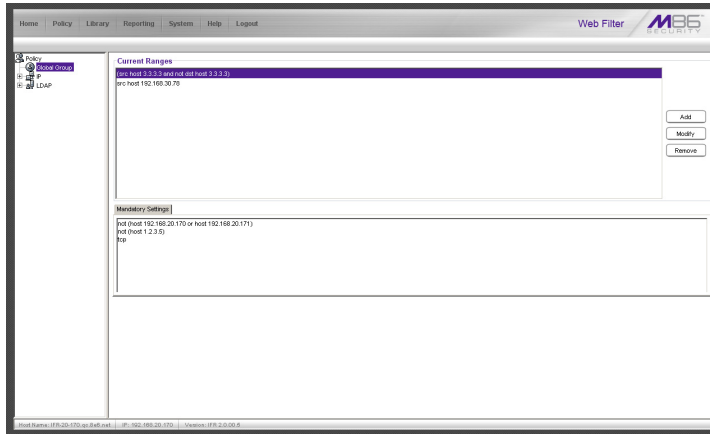 Home Policy Library Reporting System Help Logout
Web Filter
M86
SECURITY
Policy
Global Group
IP
LDAP
Current Ranges
(src host 3.3.3.3 and not dst host 3.3.3.3)
src host 192.168.30.78
Add
Modify
Remove
Mandatory Settings
not (host 192.168.20.170 or host 192.168.20.171)
not (host 1.2.3.5)
tcp
Host Name: IFR-20-170.qc.8e6.net IP: 192.168.20.170 Version: IFR 2.0.00.6